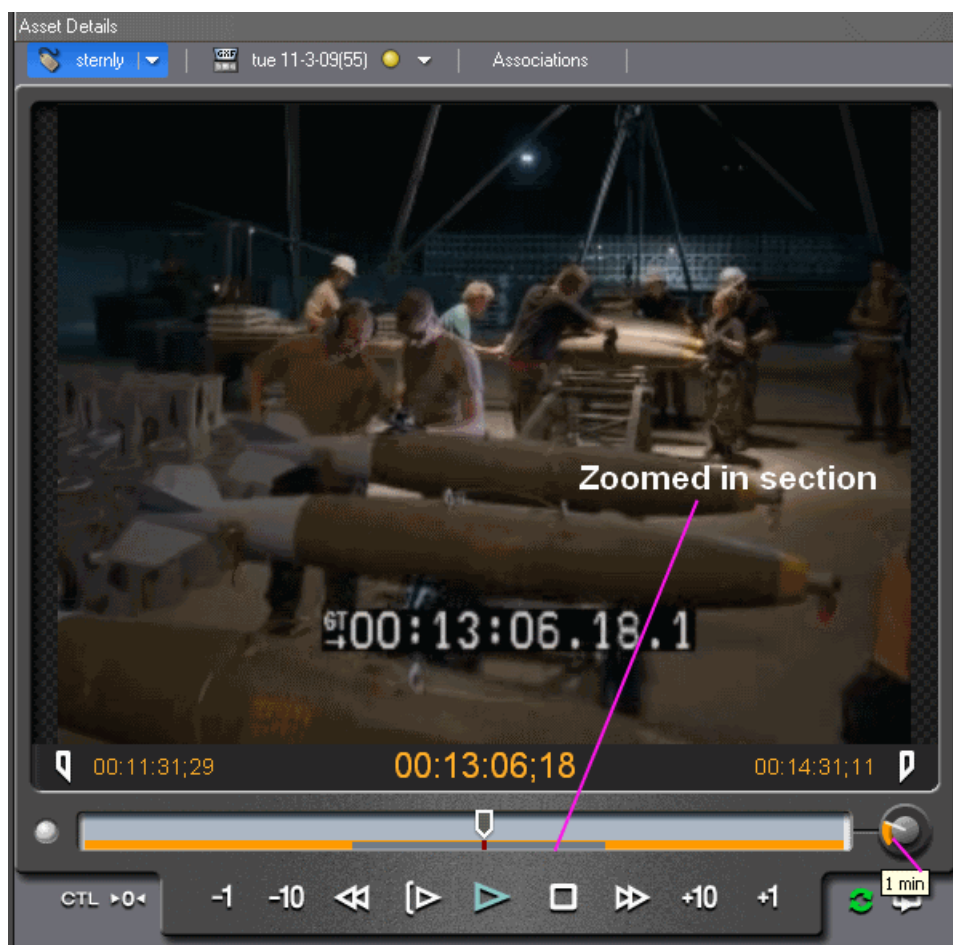 Asset Details
sternly tue 11-3-09(55) Associations
Zoomed in section
00:13:06.18.1
00:11:31;29 00:13:06;18 00:14:31;11
1 min
CTL ▸0◂ -1 -10 +10 +1